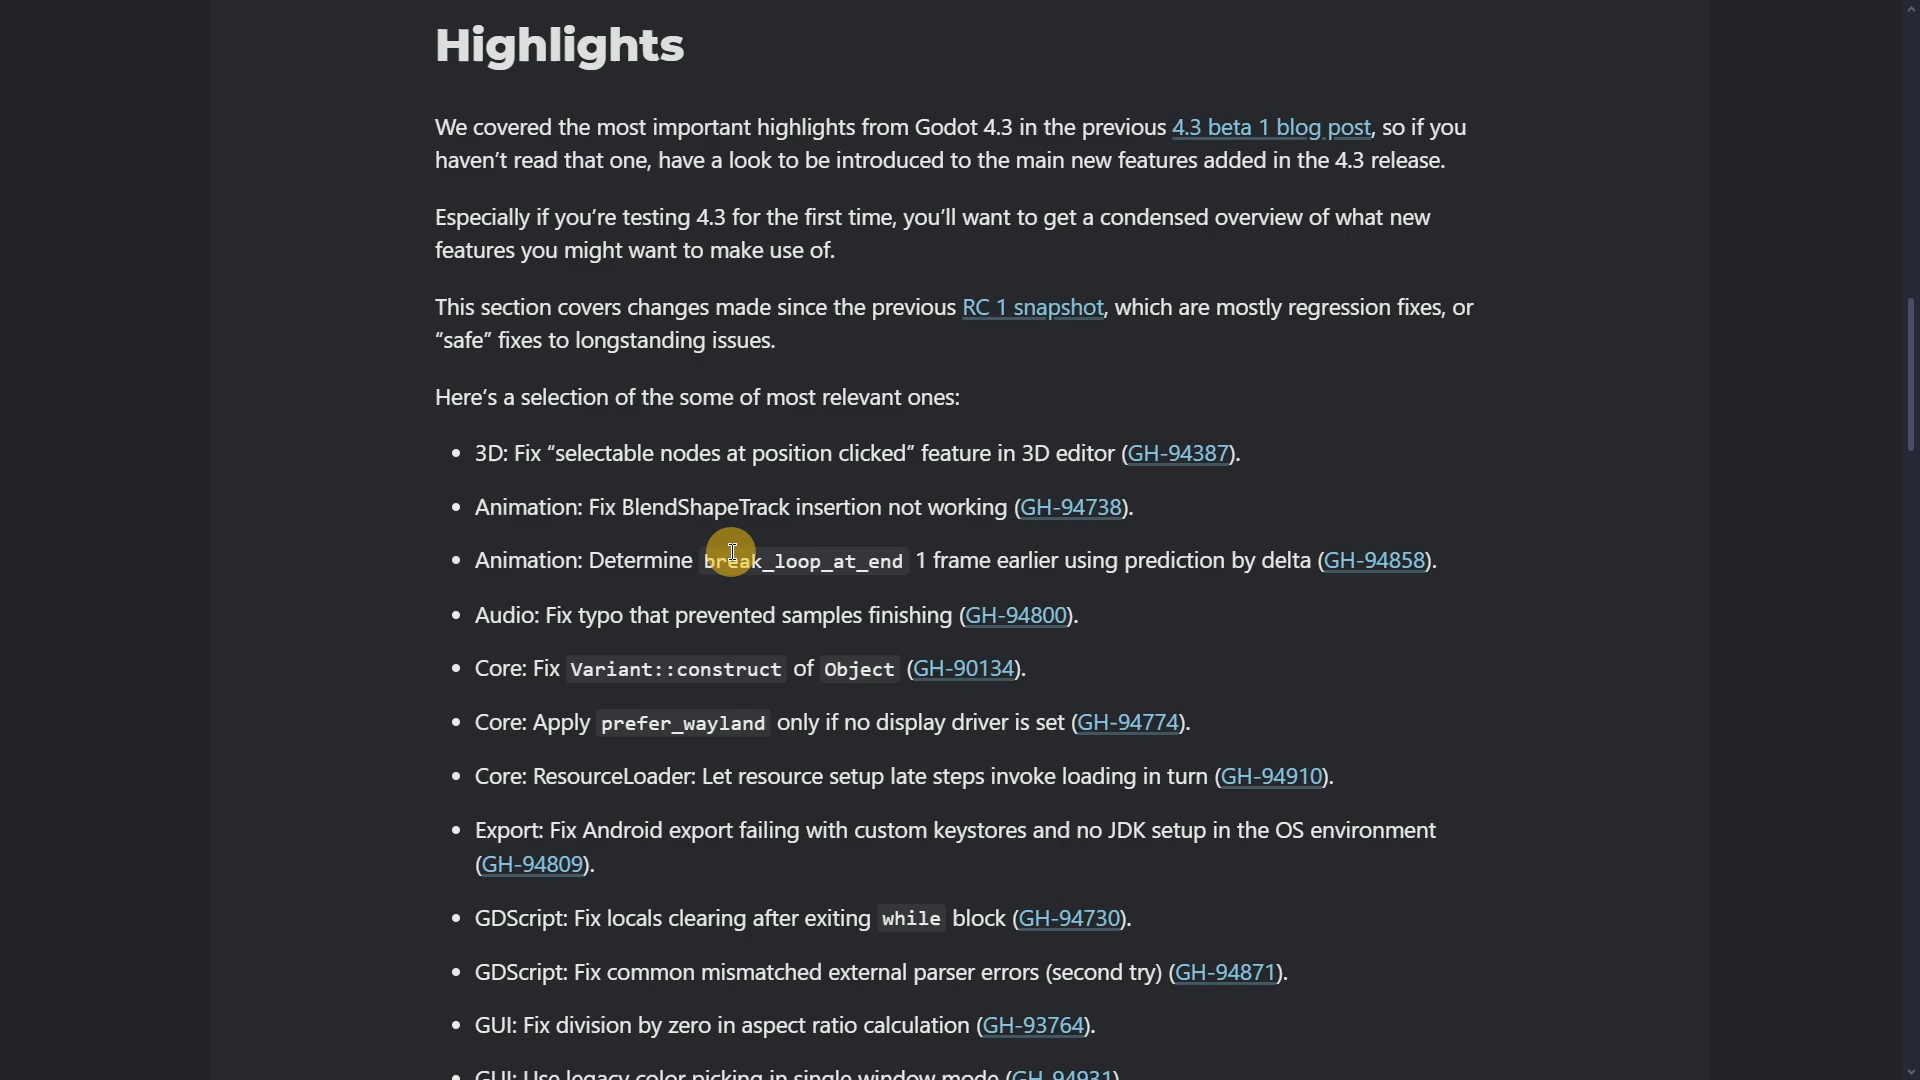 Highlights
We covered the most important highlights from Godot 4.3 in the previous 4.3 beta 1 blog post, so if you
haven’t read that one, have a look to be introduced to the main new features added in the 4.3 release.
Especially if you’re testing 4.3 for the first time, you’ll want to get a condensed overview of what new
features you might want to make use of.
This section covers changes made since the previous RC 1 snapshot, which are mostly regression fixes, or
“safe” fixes to longstanding issues.
Here’s a selection of the some of most relevant ones:
• 3D: Fix “selectable nodes at position clicked” feature in 3D editor (GH-94387).
• Animation: Fix BlendShapeTrack insertion not working (GH-94738).
• Animation: Determine break_loop_at_end 1 frame earlier using prediction by delta (GH-94858).
• Audio: Fix typo that prevented samples finishing (GH-94800).
• Core: Fix Variant::construct of Object (GH-90134).
• Core: Apply prefer_wayland only if no display driver is set (GH-94774).
• Core: ResourceLoader: Let resource setup late steps invoke loading in turn (GH-94910).
• Export: Fix Android export failing with custom keystores and no JDK setup in the OS environment
(GH-94809).
• GDScript: Fix locals clearing after exiting while block (GH-94730).
• GDScript: Fix common mismatched external parser errors (second try) (GH-94871).
• GUI: Fix division by zero in aspect ratio calculation (GH-93764).
• GUI: Use legacy color picking in single window mode (GH-94931).